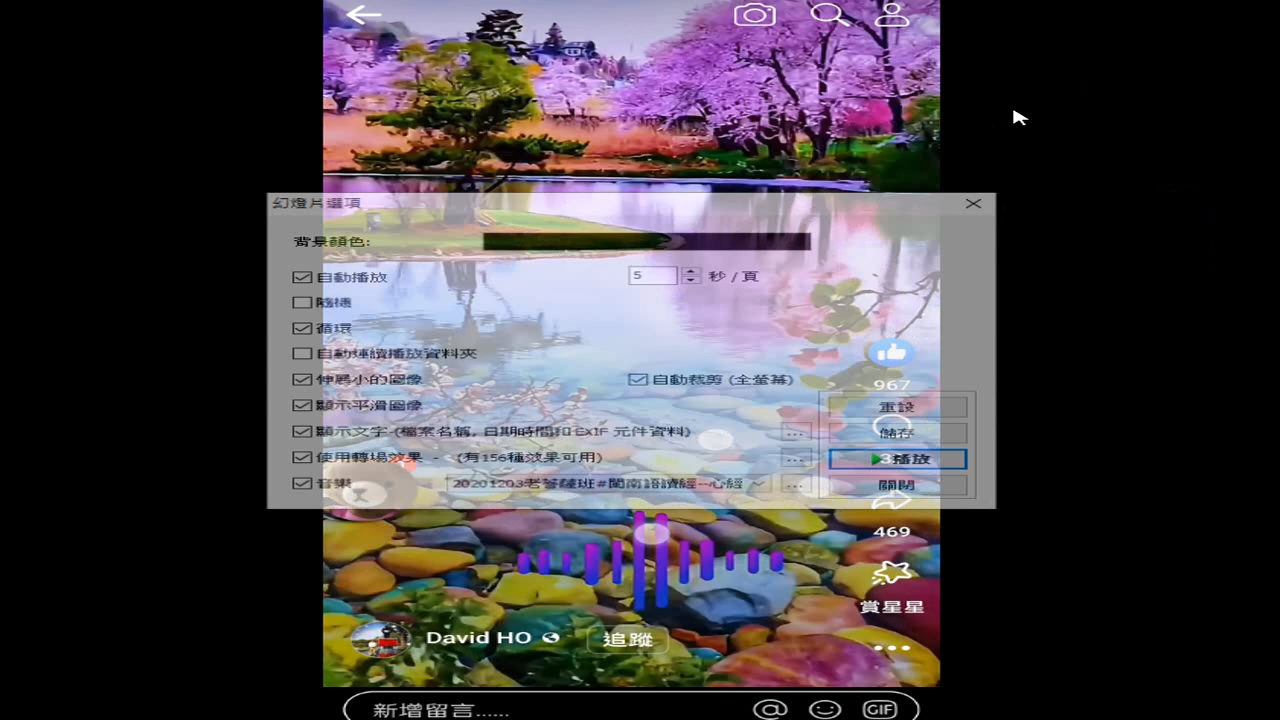 幻燈片選項
背景顏色:
自動播放 5 秒 / 頁
隨機
循環
自動連續播放資料夾
伸展小的圖像 自動裁剪 (全螢幕)
967
顯示平滑圖像 重設
顯示文字 (檔案名稱, 日期時間和 EXIF 元件資料) ... 儲存
使用轉場效果 - (有156種效果可用) ... 播放
音樂 20201203老菩薩班#閩南語讀經--心經 ... 關閉
469
賞星星
David HO 追蹤
新增留言...... GIF